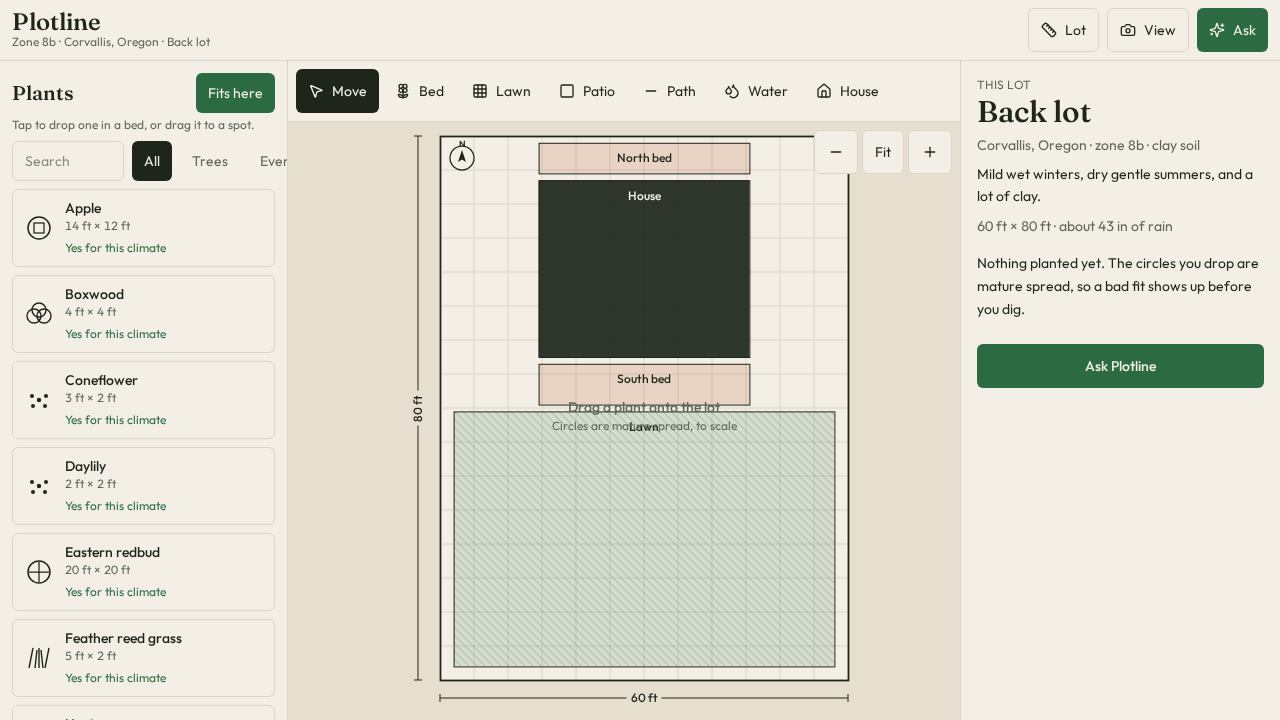 Plotline
Zone 8b · Corvallis, Oregon · Back lot
Lot
View
Ask
Plants
Fits here
Tap to drop one in a bed, or drag it to a spot.
Search
All
Trees
Apple
14 ft × 12 ft
Yes for this climate
Boxwood
4 ft × 4 ft
Yes for this climate
Coneflower
3 ft × 2 ft
Yes for this climate
Daylily
2 ft × 2 ft
Yes for this climate
Eastern redbud
20 ft × 20 ft
Yes for this climate
Feather reed grass
5 ft × 2 ft
Yes for this climate
Move
Bed
Lawn
Patio
Path
Water
House
N
Fit
North bed
House
South bed
Drag a plant onto the lot
Circles are mature spread, to scale
Lawn
80 ft
60 ft
THIS LOT
Back lot
Corvallis, Oregon · zone 8b · clay soil
Mild wet winters, dry gentle summers, and a
lot of clay.
60 ft × 80 ft · about 43 in of rain
Nothing planted yet. The circles you drop are
mature spread, so a bad fit shows up before
you dig.
Ask Plotline